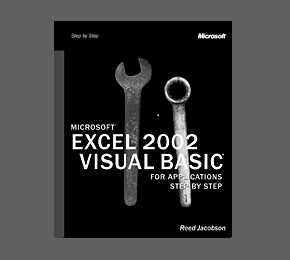 Step by Step
Microsoft®
MICROSOFT®
EXCEL 2002
VISUAL BASIC®
FOR APPLICATIONS
STEP BY STEP
Reed Jacobson